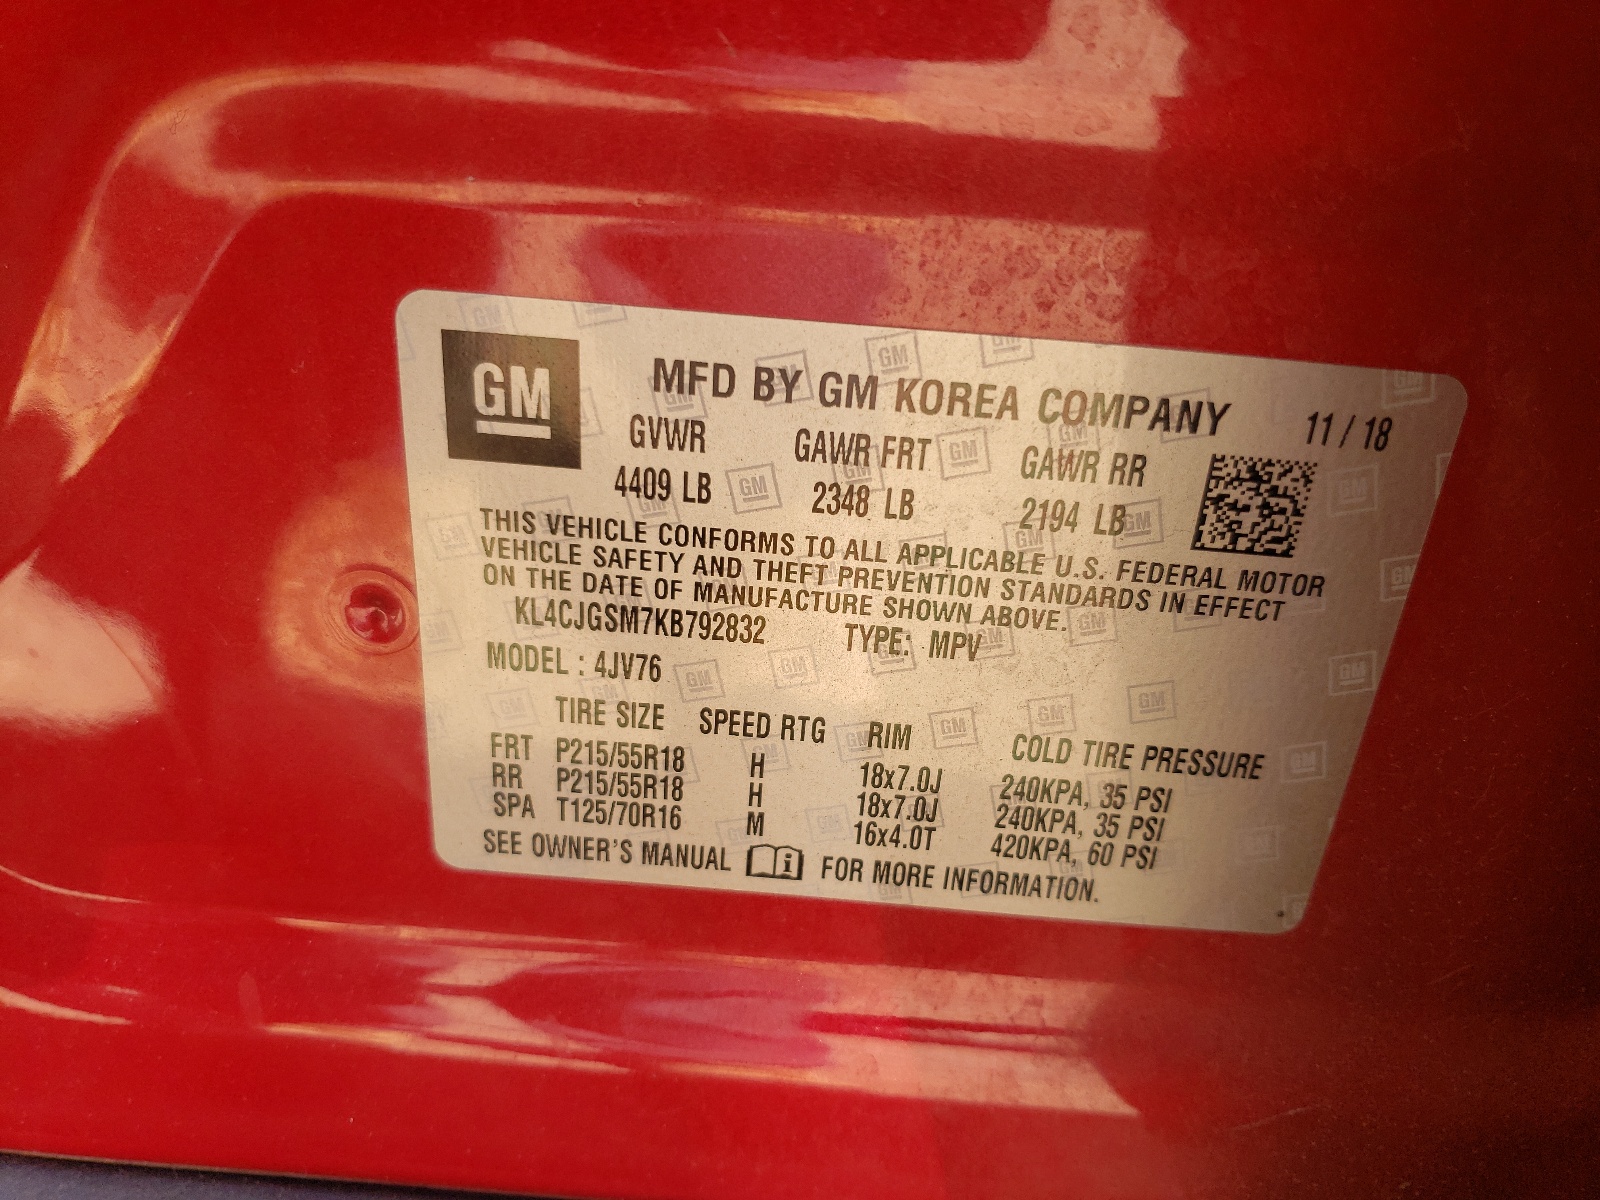 GM
MFD BY GM KOREA COMPANY 11 / 18
GVWR GAWR FRT GAWR RR
4409 LB 2348 LB 2194 LB
THIS VEHICLE CONFORMS TO ALL APPLICABLE U.S. FEDERAL MOTOR
VEHICLE SAFETY AND THEFT PREVENTION STANDARDS IN EFFECT
ON THE DATE OF MANUFACTURE SHOWN ABOVE.
KL4CJGSM7KB792832 TYPE: MPV
MODEL : 4JV76
TIRE SIZE SPEED RTG RIM COLD TIRE PRESSURE
FRT P215/55R18 H 18x7.0J 240KPA, 35 PSI
RR P215/55R18 H 18x7.0J 240KPA, 35 PSI
SPA T125/70R16 M 16x4.0T 420KPA, 60 PSI
SEE OWNER'S MANUAL i FOR MORE INFORMATION.